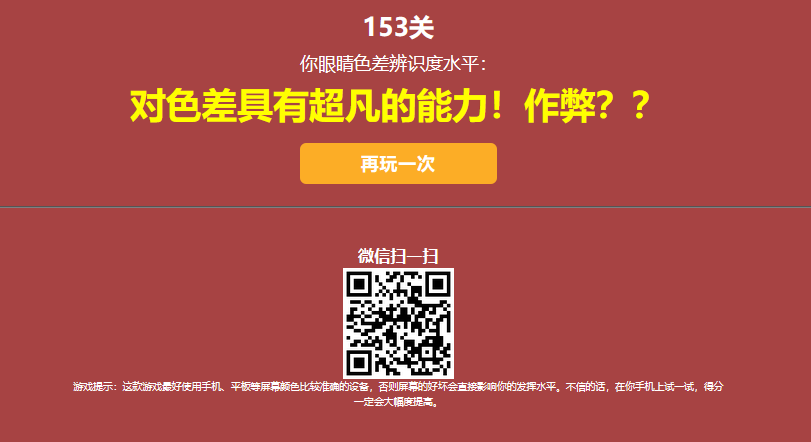 153关
你眼睛色差辨识度水平：
对色差具有超凡的能力！作弊？？
再玩一次
微信扫一扫
游戏提示：这款游戏最好使用手机、平板等屏幕颜色比较准确的设备，否则屏幕的好坏会直接影响你的发挥水平。不信的话，在你手机上试一试，得分
一定会大幅度提高。